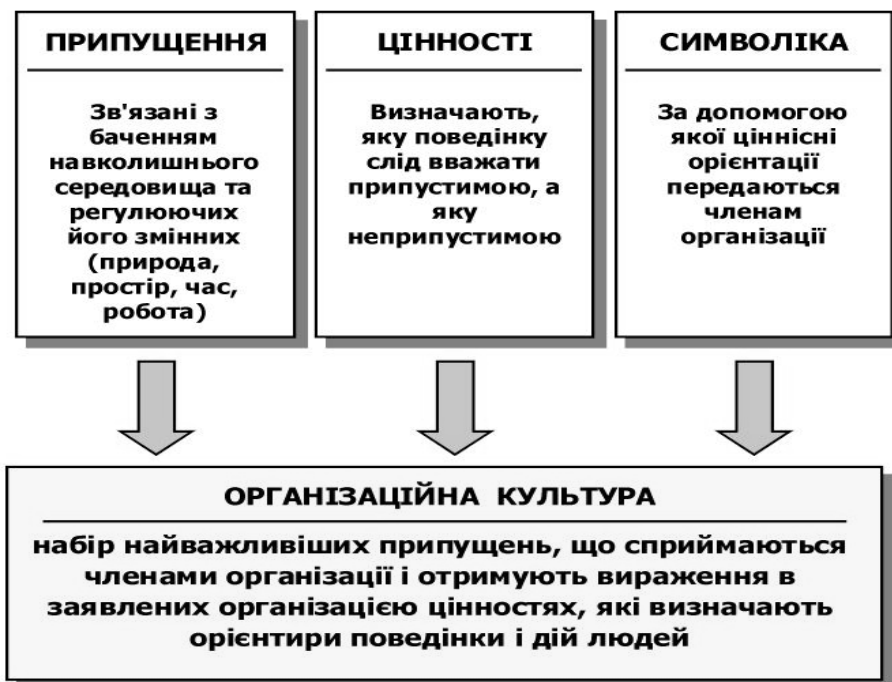 ПРИПУЩЕННЯ
Зв'язані з
баченням
навколишнього
середовища та
регулюючих
його змінних
(природа,
простір, час,
робота)
ЦІННОСТІ
Визначають,
яку поведінку
слід вважати
припустимою, а
яку
неприпустимою
СИМВОЛІКА
За допомогою
якої ціннісні
орієнтації
передаються
членам
організації
ОРГАНІЗАЦІЙНА КУЛЬТУРА
набір найважливіших припущень, що сприймаються
членами організації і отримують вираження в
заявлених організацією цінностях, які визначають
орієнтири поведінки і дій людей